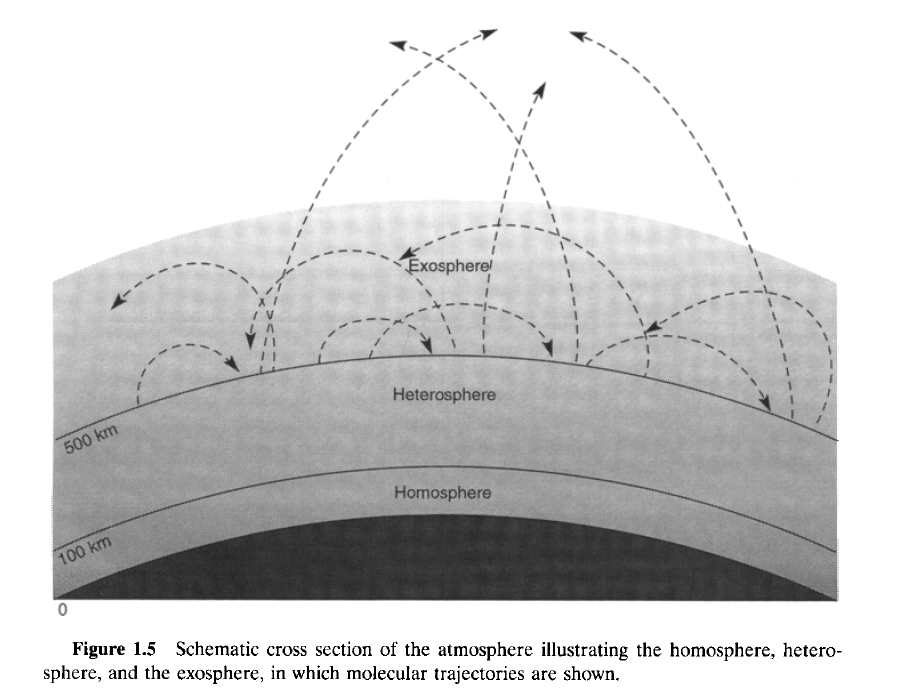 Exosphere
Heterosphere
500 km
Homosphere
100 km
0
Figure 1.5 Schematic cross section of the atmosphere illustrating the homosphere, hetero-
sphere, and the exosphere, in which molecular trajectories are shown.